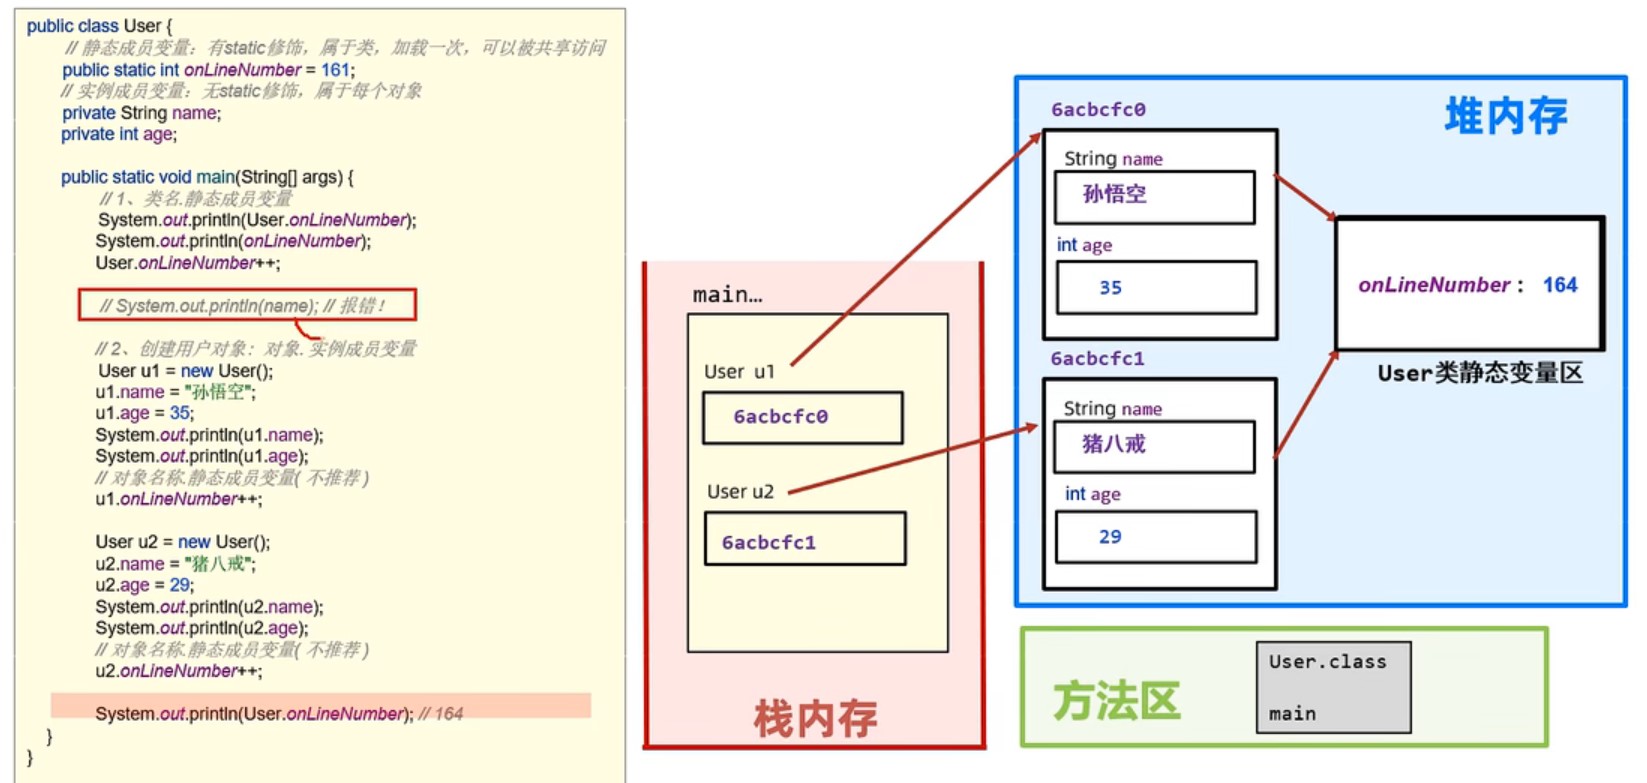 public class User {
// 静态成员变量：有static修饰，属于类，加载一次，可以被共享访问
public static int onLineNumber = 161;
// 实例成员变量：无static修饰，属于每个对象
private String name;
private int age;
public static void main(String[] args) {
// 1、类名.静态成员变量
System.out.println(User.onLineNumber);
System.out.println(onLineNumber);
User.onLineNumber++;
// System.out.println(name); // 报错！
// 2、创建用户对象：对象.实例成员变量
User u1 = new User();
u1.name = "孙悟空";
u1.age = 35;
System.out.println(u1.name);
System.out.println(u1.age);
// 对象名称.静态成员变量( 不推荐 )
u1.onLineNumber++;
User u2 = new User();
u2.name = "猪八戒";
u2.age = 29;
System.out.println(u2.name);
System.out.println(u2.age);
// 对象名称.静态成员变量( 不推荐 )
u2.onLineNumber++;
System.out.println(User.onLineNumber); // 164
}
}
main…
User u1
6acbcfc0
User u2
6acbcfc1
栈内存
堆内存
6acbcfc0
String name
孙悟空
int age
35
6acbcfc1
String name
猪八戒
int age
29
onLineNumber： 164
User类静态变量区
方法区
User.class
main